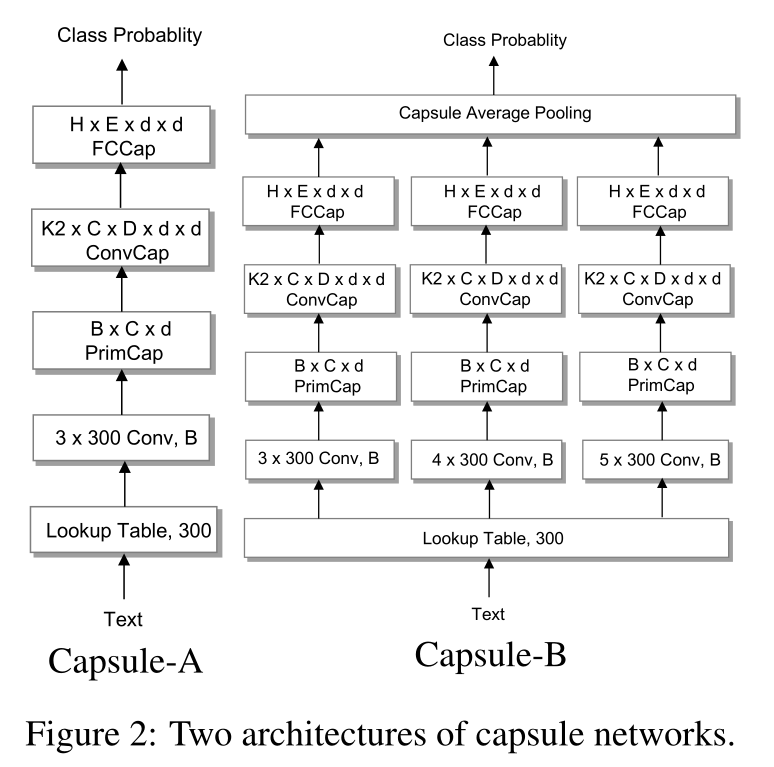 Class Probablity
H x E x d x d
FCCap
K2 x C x D x d x d
ConvCap
B x C x d
PrimCap
3 x 300 Conv, B
Lookup Table, 300
Text
Capsule-A
Class Probablity
Capsule Average Pooling
H x E x d x d
FCCap
H x E x d x d
FCCap
H x E x d x d
FCCap
K2 x C x D x d x d
ConvCap
K2 x C x D x d x d
ConvCap
K2 x C x D x d x d
ConvCap
B x C x d
PrimCap
B x C x d
PrimCap
B x C x d
PrimCap
3 x 300 Conv, B
4 x 300 Conv, B
5 x 300 Conv, B
Lookup Table, 300
Text
Capsule-B
Figure 2: Two architectures of capsule networks.